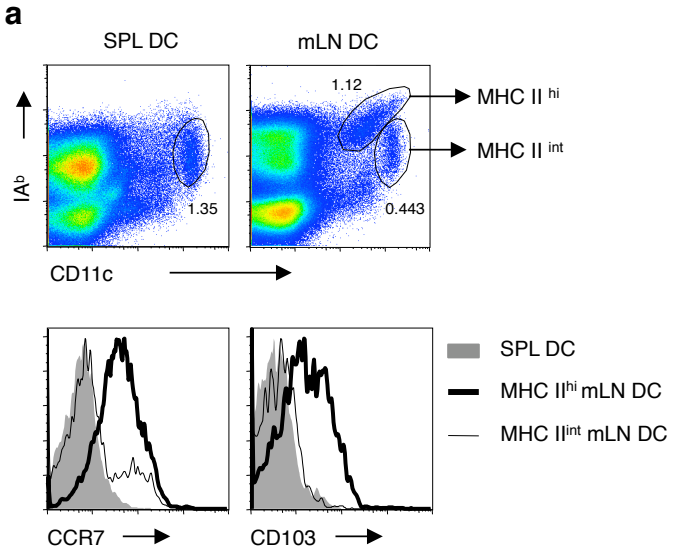 a
SPL DC
mLN DC
1.12
MHC II hi
MHC II int
IAᵇ
1.35
0.443
CD11c
SPL DC
MHC IIʰⁱ mLN DC
MHC IIⁱⁿᵗ mLN DC
CCR7
CD103